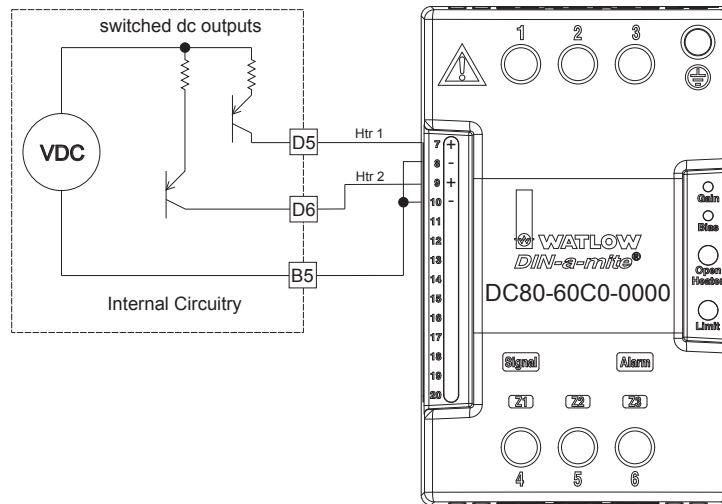 switched dc outputs
VDC
D5
D6
B5
Htr 1
Htr 2
Internal Circuitry
1 2 3
7 +
8 -
9 +
10 -
11
12
13
14
15
16
17
18
19
20
WATLOW
DIN-a-mite®
DC80-60C0-0000
Gain
Bias
Open
Heater
Limit
Signal Alarm
Z1 Z2 Z3
4 5 6